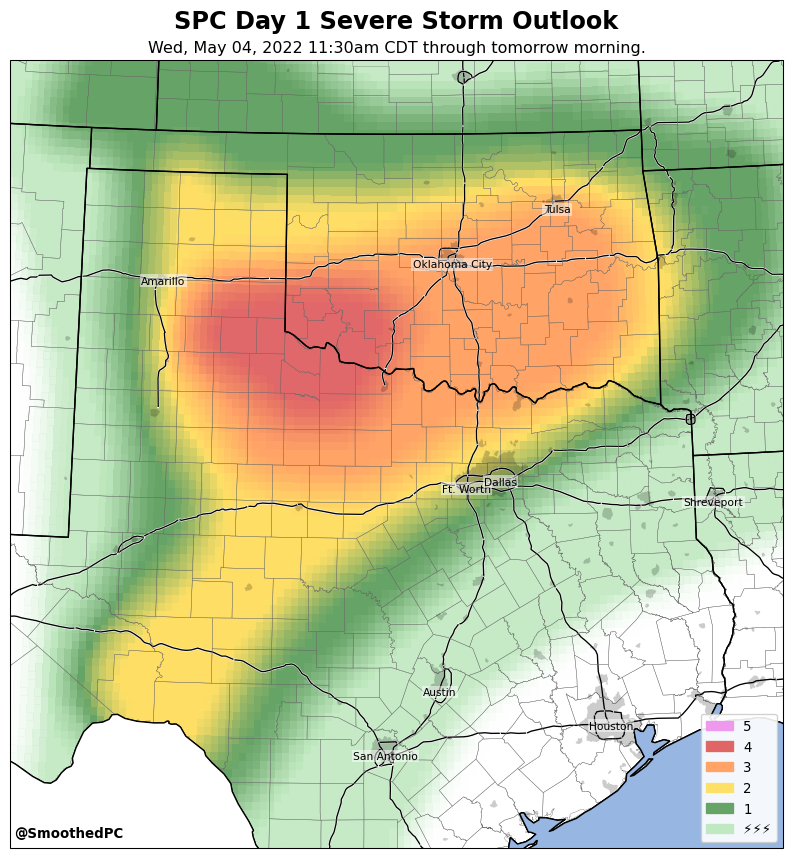 SPC Day 1 Severe Storm Outlook
Wed, May 04, 2022 11:30am CDT through tomorrow morning.
Tulsa
Oklahoma City
Amarillo
Dallas
Ft. Worth
Shreveport
Austin
Houston
San Antonio
5
4
3
2
1
⚡⚡⚡
@SmoothedPC